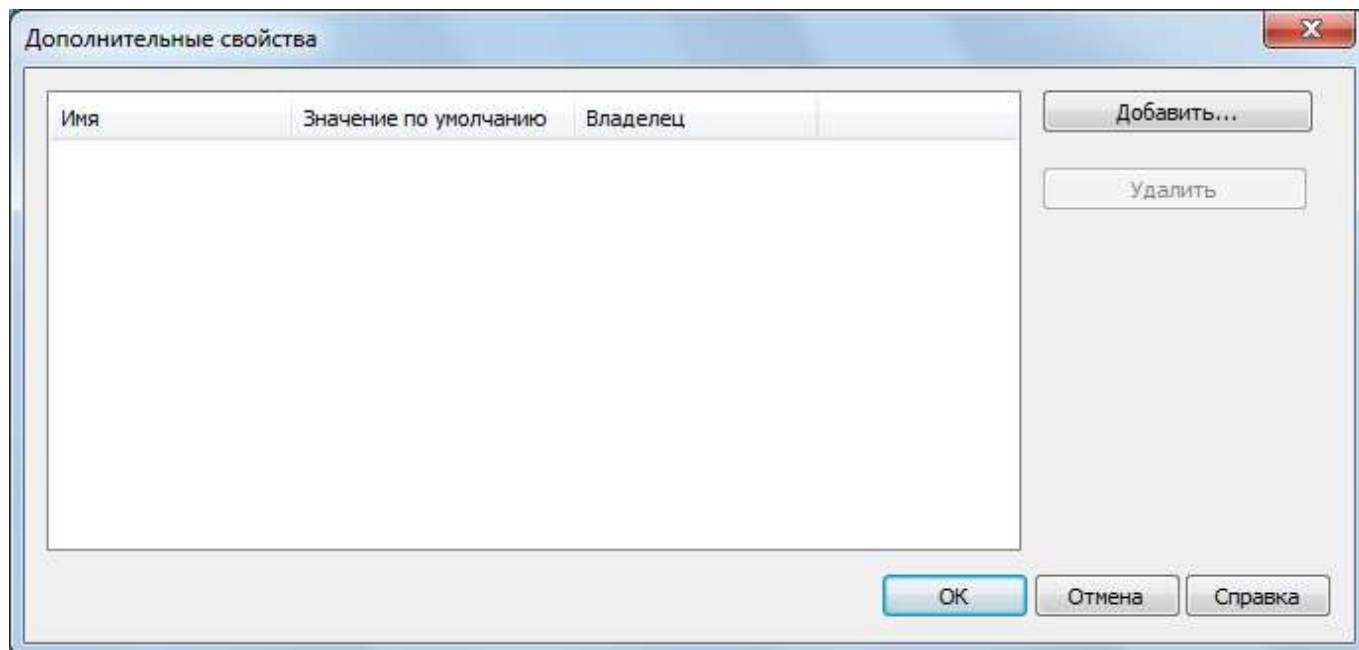 Дополнительные свойства
Имя Значение по умолчанию Владелец
Добавить...
Удалить
ОК Отмена Справка